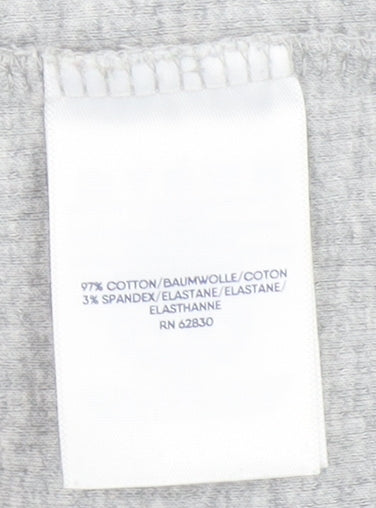 97% COTTON/BAUMWOLLE/COTON
3% SPANDEX/ELASTANE/ELASTANE/
ELASTHANNE
RN 62830